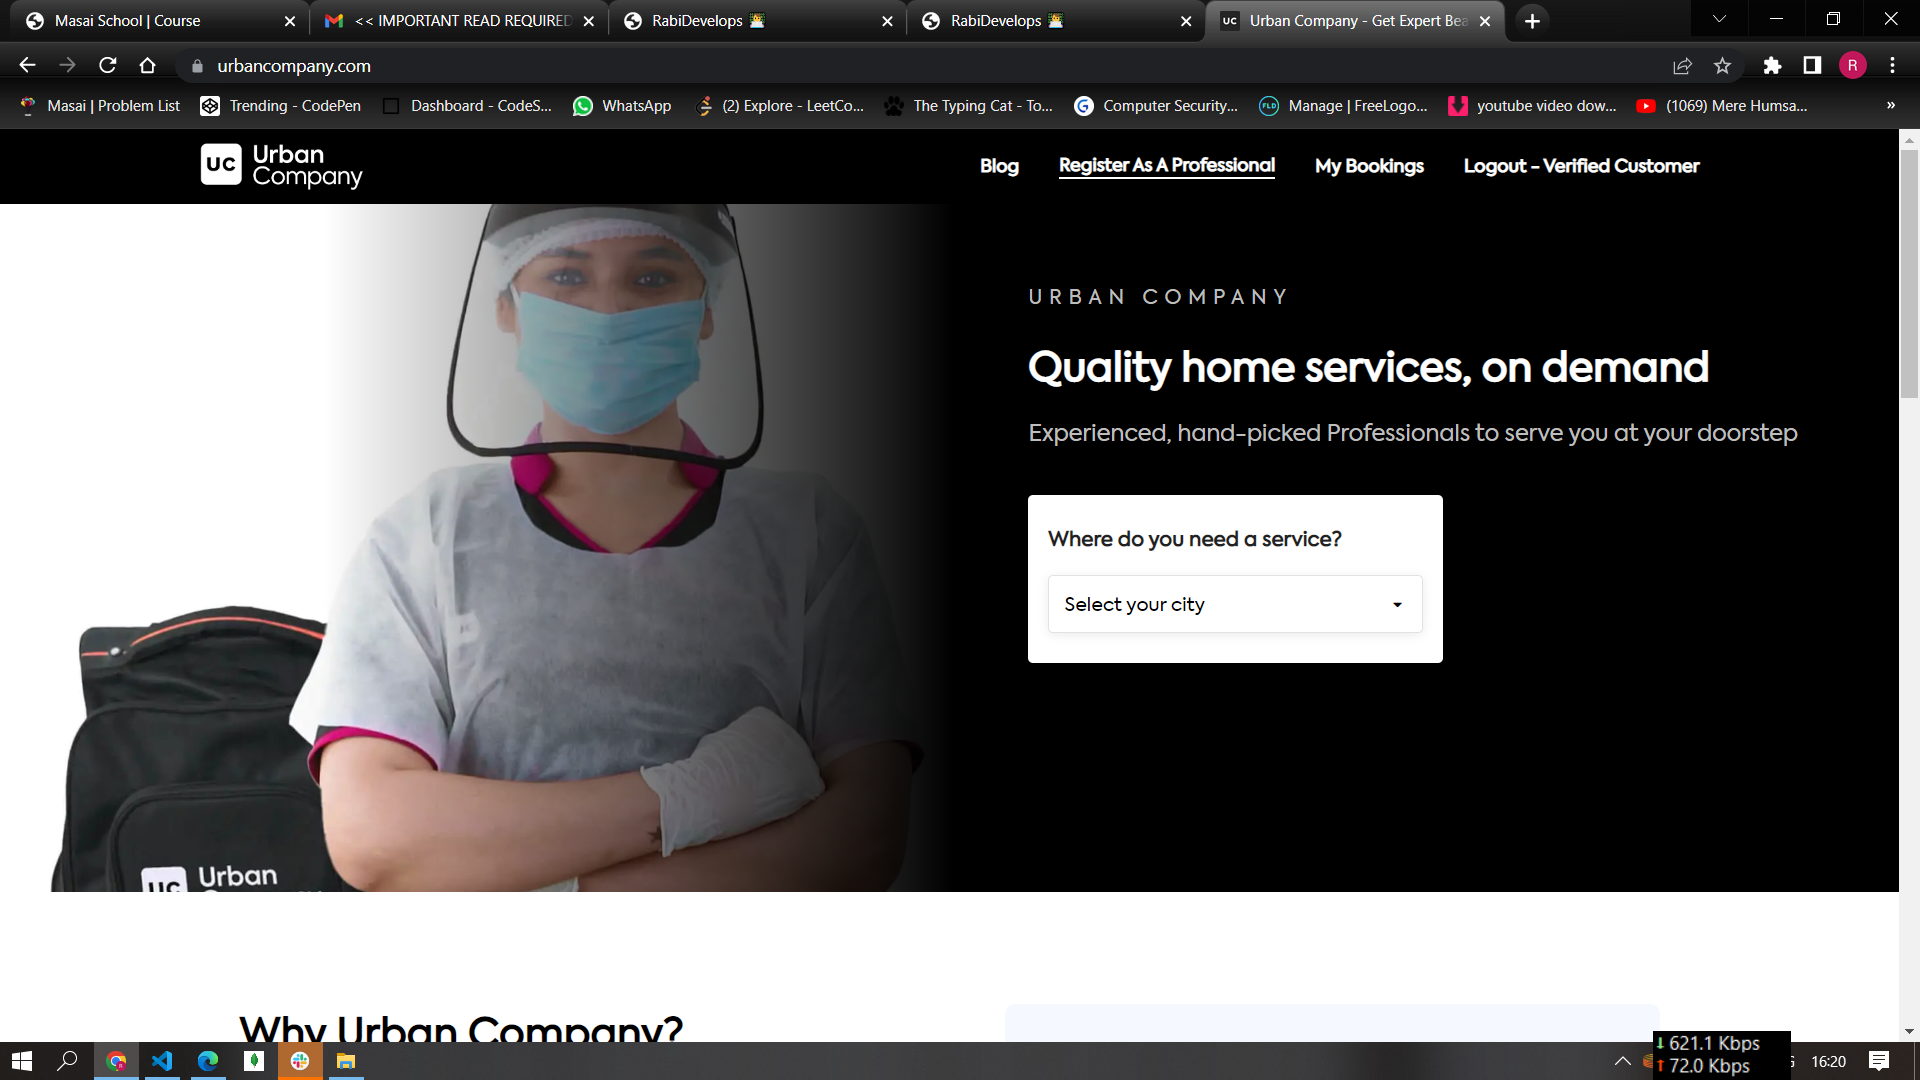 Masai School | Course
<< IMPORTANT READ REQUIRED
RabiDevelops
RabiDevelops
UC Urban Company - Get Expert Bea
urbancompany.com
R
Masai | Problem List
Trending - CodePen
Dashboard - CodeS...
WhatsApp
(2) Explore - LeetCo...
The Typing Cat - To...
G Computer Security...
FLD Manage | FreeLogo...
youtube video dow...
(1069) Mere Humsa...
»
UC Urban
Company
Blog
Register As A Professional
My Bookings
Logout - Verified Customer
URBAN COMPANY
Quality home services, on demand
Experienced, hand-picked Professionals to serve you at your doorstep
Where do you need a service?
Select your city
UC Urban
Why Urban Company?
621.1 Kbps
72.0 Kbps
16:20